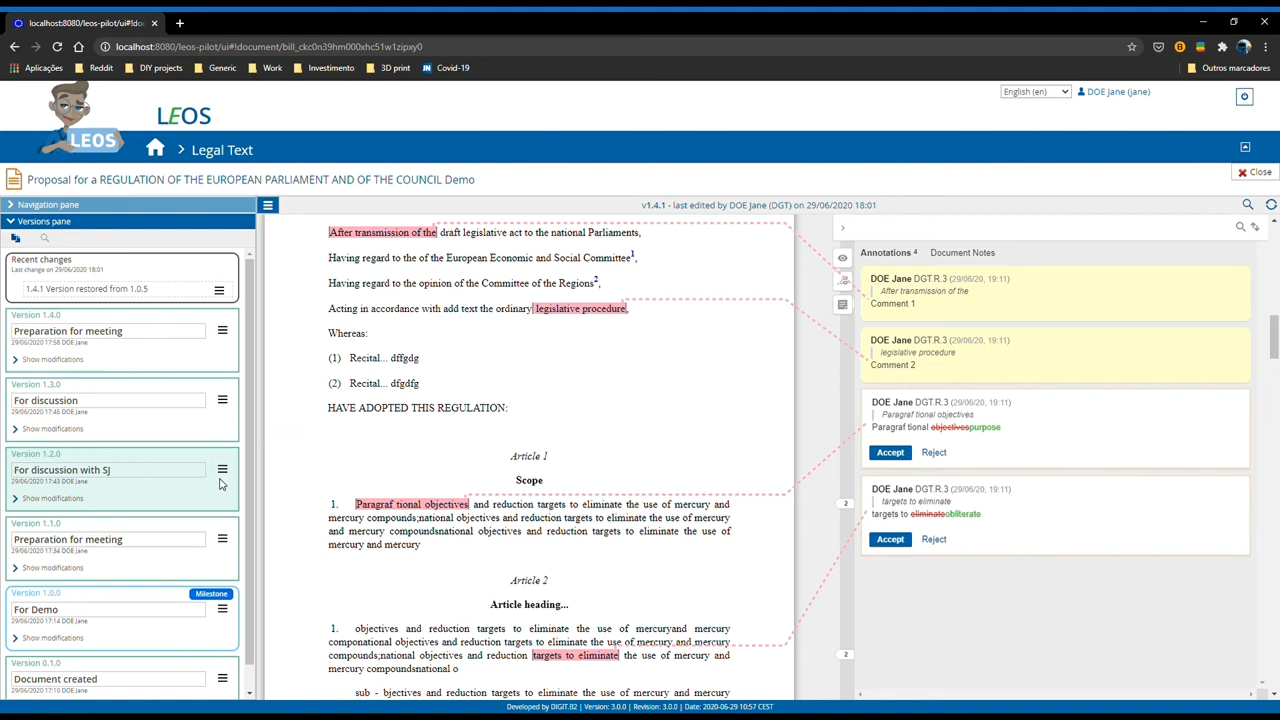 localhost:8080/leos-pilot/ui#!doc
localhost:8080/leos-pilot/ui#!document/bill_ckc0n39hm000xhc51w1zipxy0
Aplicações Reddit DIY projects Generic Work Investimento 3D print Covid-19 Outros marcadores
LEOS
LEOS
English (en) DOE Jane (jane)
Legal Text
Proposal for a REGULATION OF THE EUROPEAN PARLIAMENT AND OF THE COUNCIL Demo
Close
Navigation pane
Versions pane
Recent changes
Last change on 29/06/2020 18:01
1.4.1 Version restored from 1.0.5
Version 1.4.0
Preparation for meeting
29/06/2020 17:58 DOE Jane
Show modifications
Version 1.3.0
For discussion
29/06/2020 17:45 DOE Jane
Show modifications
Version 1.2.0
For discussion with SJ
29/06/2020 17:43 DOE Jane
Show modifications
Version 1.1.0
Preparation for meeting
29/06/2020 17:34 DOE Jane
Show modifications
Version 1.0.0 Milestone
For Demo
29/06/2020 17:14 DOE Jane
Show modifications
Version 0.1.0
Document created
29/06/2020 17:10 DOE Jane
v1.4.1 - last edited by DOE Jane (DGT) on 29/06/2020 18:01
After transmission of the draft legislative act to the national Parliaments,
Having regard to the of the European Economic and Social Committee1,
Having regard to the opinion of the Committee of the Regions2,
Acting in accordance with add text the ordinary legislative procedure,
Whereas:
(1) Recital... dffgdg
(2) Recital... dfgdfg
HAVE ADOPTED THIS REGULATION:
Article 1
Scope
1. Paragraf tional objectives and reduction targets to eliminate the use of mercury and
mercury compounds;national objectives and reduction targets to eliminate the use of mercury
and mercury compoundsnational objectives and reduction targets to eliminate the use of
mercury and mercury
Article 2
Article heading...
1. objectives and reduction targets to eliminate the use of mercuryand mercury
componational objectives and reduction targets to eliminate the use of mercury and mercury
compounds;national objectives and reduction targets to eliminate the use of mercury and
mercury compoundsnational o
sub - bjectives and reduction targets to eliminate the use of mercury and mercury
Annotations 4 Document Notes
DOE Jane DGT.R.3 (29/06/20, 19:11)
After transmission of the
Comment 1
DOE Jane DGT.R.3 (29/06/20, 19:11)
legislative procedure
Comment 2
DOE Jane DGT.R.3 (29/06/20, 19:11)
Paragraf tional objectives
Paragraf tional objectivespurpose
Accept Reject
DOE Jane DGT.R.3 (29/06/20, 19:11)
targets to eliminate
targets to eliminateobliterate
Accept Reject
2
2
Developed by DIGIT.B2 | Version: 3.0.0 | Revision: 3.0.0 | Date: 2020-06-29 10:57 CEST